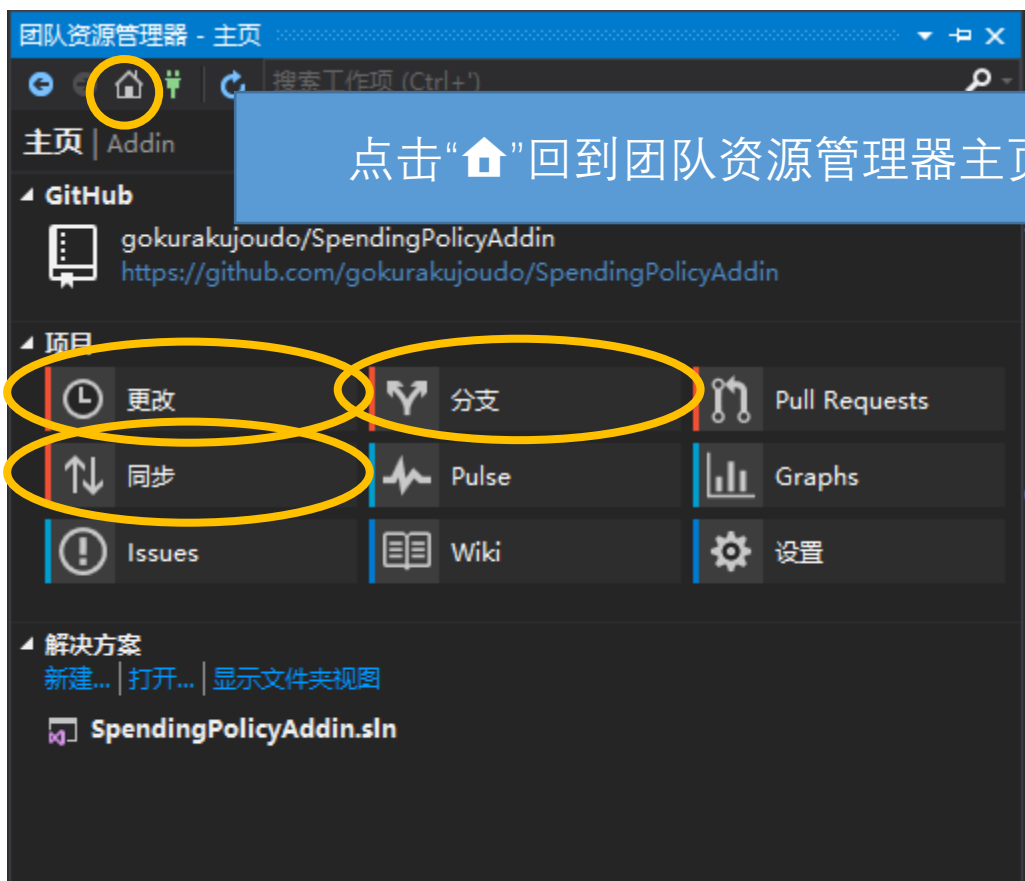 团队资源管理器 - 主页
搜索工作项 (Ctrl+')
主页 | Addin
点击“”回到团队资源管理器主页
GitHub
gokurakujoudo/SpendingPolicyAddin
https://github.com/gokurakujoudo/SpendingPolicyAddin
项目
更改 分支 Pull Requests
同步 Pulse Graphs
Issues Wiki 设置
解决方案
新建... | 打开... | 显示文件夹视图
SpendingPolicyAddin.sln